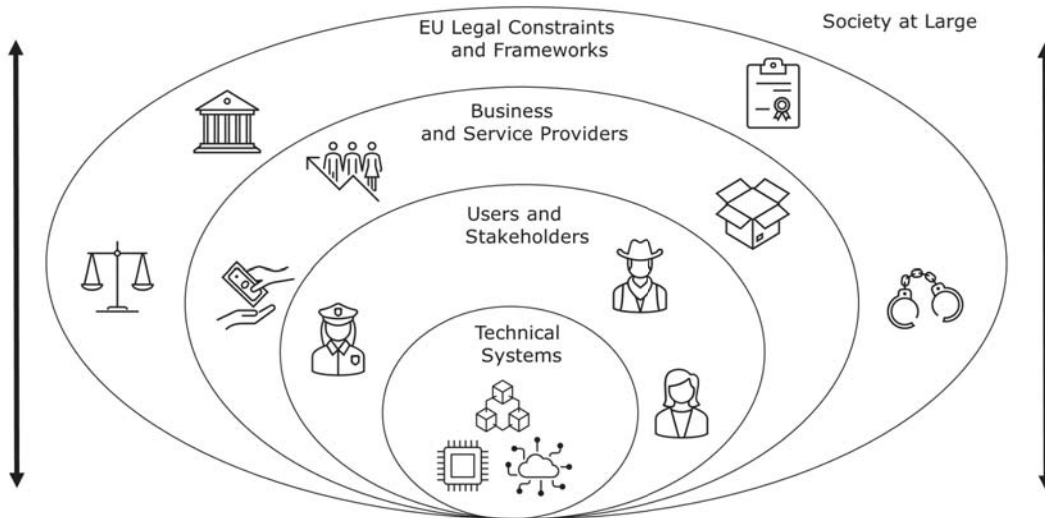 EU Legal Constraints
and Frameworks
Society at Large
Business
and Service Providers
Users and
Stakeholders
Technical
Systems